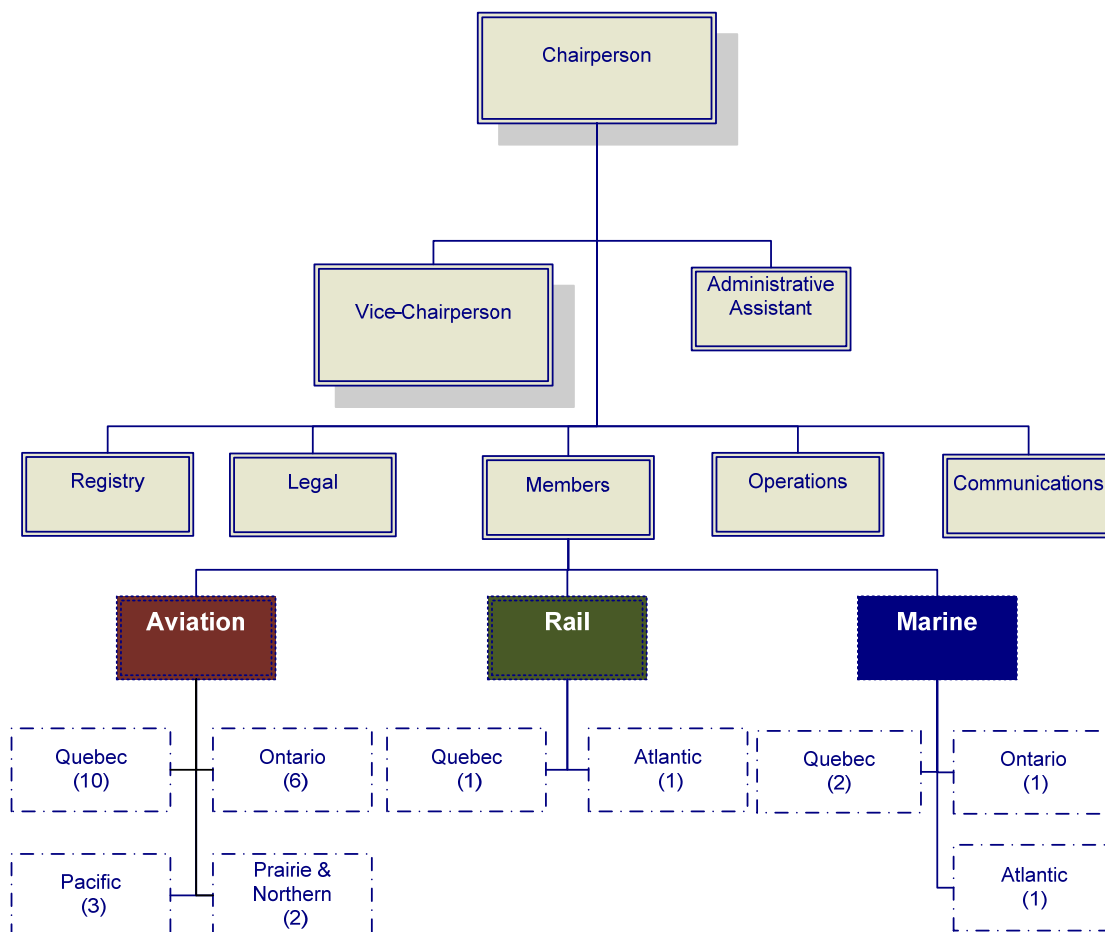 Chairperson
Vice-Chairperson
Administrative
Assistant
Registry
Legal
Members
Operations
Communications
Aviation
Rail
Marine
Quebec
(10)
Ontario
(6)
Quebec
(1)
Atlantic
(1)
Quebec
(2)
Ontario
(1)
Pacific
(3)
Prairie &
Northern
(2)
Atlantic
(1)